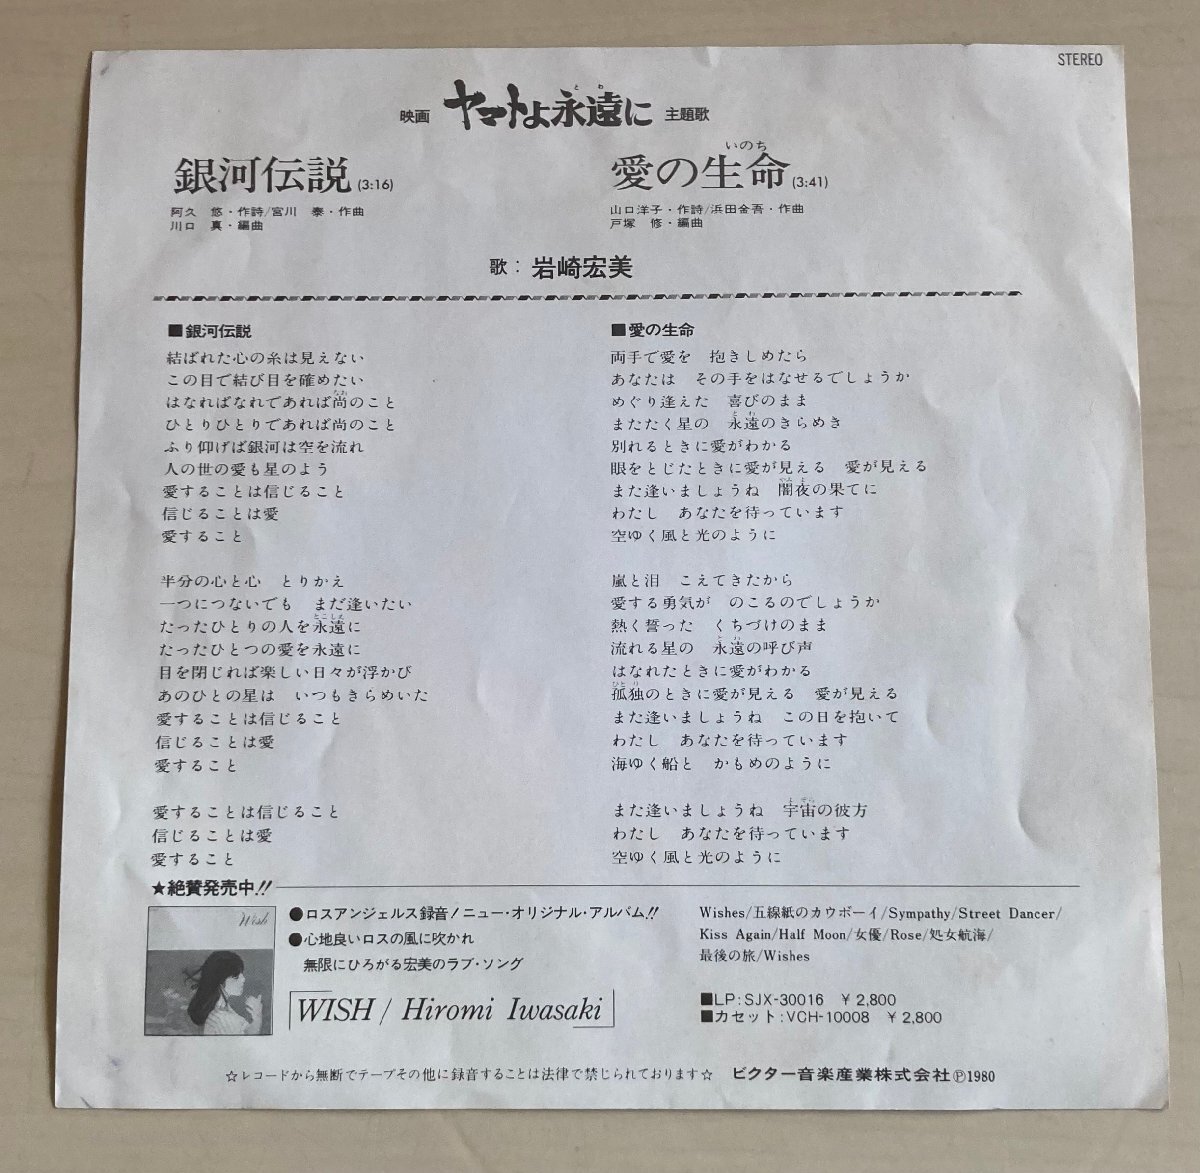 STEREO
映画 ヤマトよ永遠に 主題歌
とわ
銀河伝説(3:16)
阿久 悠・作詩/宮川 泰・作曲
川口 真・編曲
いのち
愛の生命(3:41)
山口洋子・作詩/浜田金吾・作曲
戸塚 修・編曲
歌：岩崎宏美
■銀河伝説
結ばれた心の糸は見えない
この目で結び目を確めたい
はなればなれであれば尚のこと
ひとりひとりであれば尚のこと
ふり仰げば銀河は空を流れ
人の世の愛も星のよう
愛することは信じること
信じることは愛
愛すること
半分の心と心 とりかえ
一つにつないでも まだ逢いたい
たったひとりの人を永遠に
たったひとつの愛を永遠に
目を閉じれば楽しい日々が浮かび
あのひとの星は いつもきらめいた
愛することは信じること
信じることは愛
愛すること
愛することは信じること
信じることは愛
愛すること
■愛の生命
両手で愛を 抱きしめたら
あなたは その手をはなせるでしょうか
めぐり逢えた 喜びのまま
またたく星の 永遠のきらめき
別れるときに愛がわかる
眼をとじたときに愛が見える 愛が見える
また逢いましょうね 闇夜の果てに
わたし あなたを待っています
空ゆく風と光のように
嵐と泪 こえてきたから
愛する勇気が のこるのでしょうか
熱く誓った くちづけのまま
流れる星の 永遠の呼び声
はなれたときに愛がわかる
孤独のときに愛が見える 愛が見える
また逢いましょうね この日を抱いて
わたし あなたを待っています
海ゆく船と かもめのように
また逢いましょうね 宇宙の彼方
わたし あなたを待っています
空ゆく風と光のように
★絶賛発売中!!
Wish
●ロスアンジェルス録音！ニュー・オリジナル・アルバム!!
●心地良いロスの風に吹かれ
無限にひろがる宏美のラブ・ソング
WISH / Hiromi Iwasaki
Wishes/五線紙のカウボーイ/Sympathy/Street Dancer/
Kiss Again/Half Moon/女優/Rose/処女航海/
最後の旅/Wishes
■LP：SJX-30016 ￥2,800
■カセット：VCH-10008 ￥2,800
☆レコードから無断でテープその他に録音することは法律で禁じられております☆ ビクター音楽産業株式会社Ⓟ1980